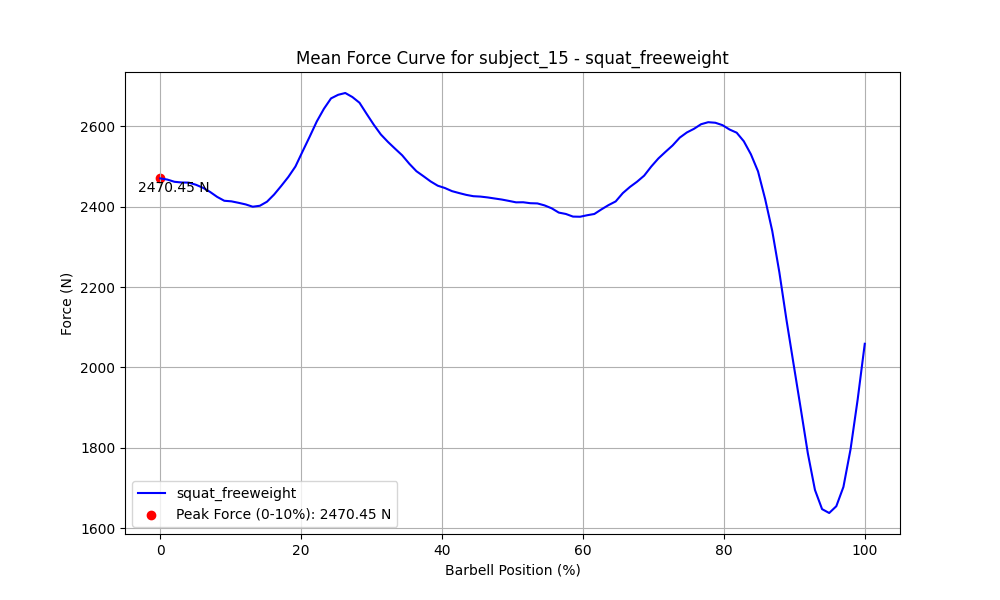 Mean Force Curve for subject_15 - squat_freeweight
Force (N)
2600
2400
2200
2000
1800
1600
2470.45 N
squat_freeweight
Peak Force (0-10%): 2470.45 N
0 20 40 60 80 100
Barbell Position (%)